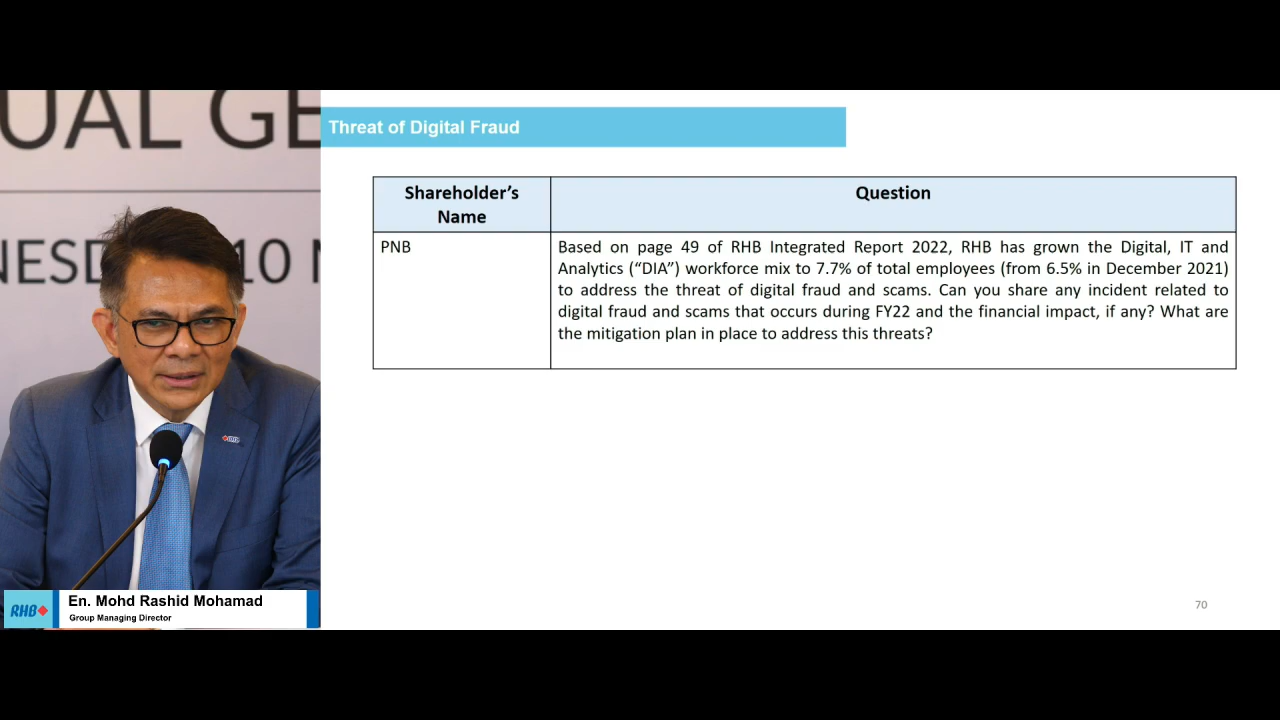 UAL GE
NESD 10 M
RHB
En. Mohd Rashid Mohamad
Group Managing Director
Threat of Digital Fraud
Shareholder’s
Name
Question
PNB
Based on page 49 of RHB Integrated Report 2022, RHB has grown the Digital, IT and
Analytics (“DIA”) workforce mix to 7.7% of total employees (from 6.5% in December 2021)
to address the threat of digital fraud and scams. Can you share any incident related to
digital fraud and scams that occurs during FY22 and the financial impact, if any? What are
the mitigation plan in place to address this threats?
70